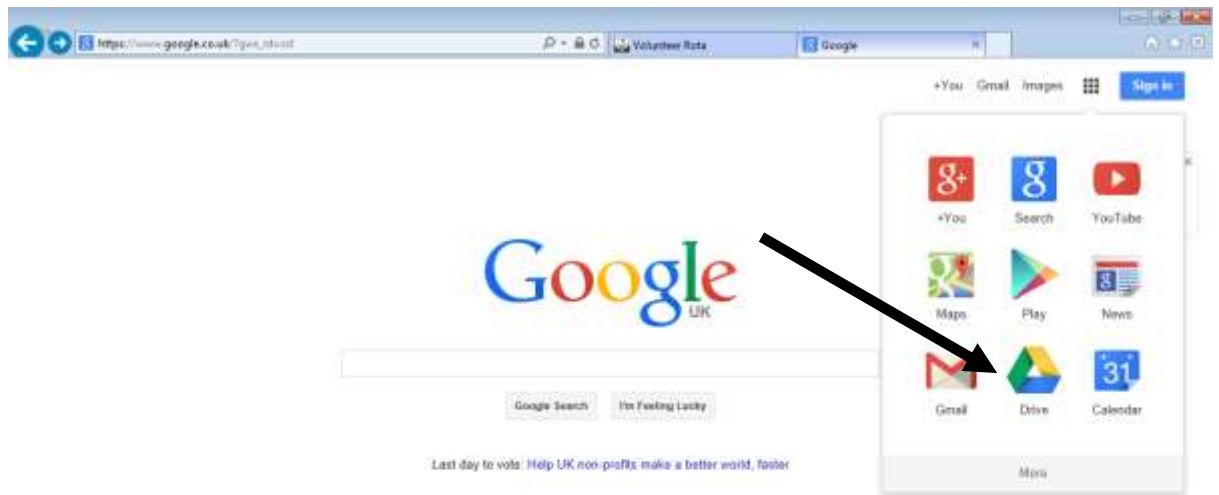 https://www.google.co.uk/
Volunteer Rota
Google
+You Gmail Images
Sign in
g+
g
+You Search YouTube
g
Maps Play News
31
Gmail Drive Calendar
More
Google
UK
Google Search I'm Feeling Lucky
Last day to vote: Help UK non-profits make a better world, faster